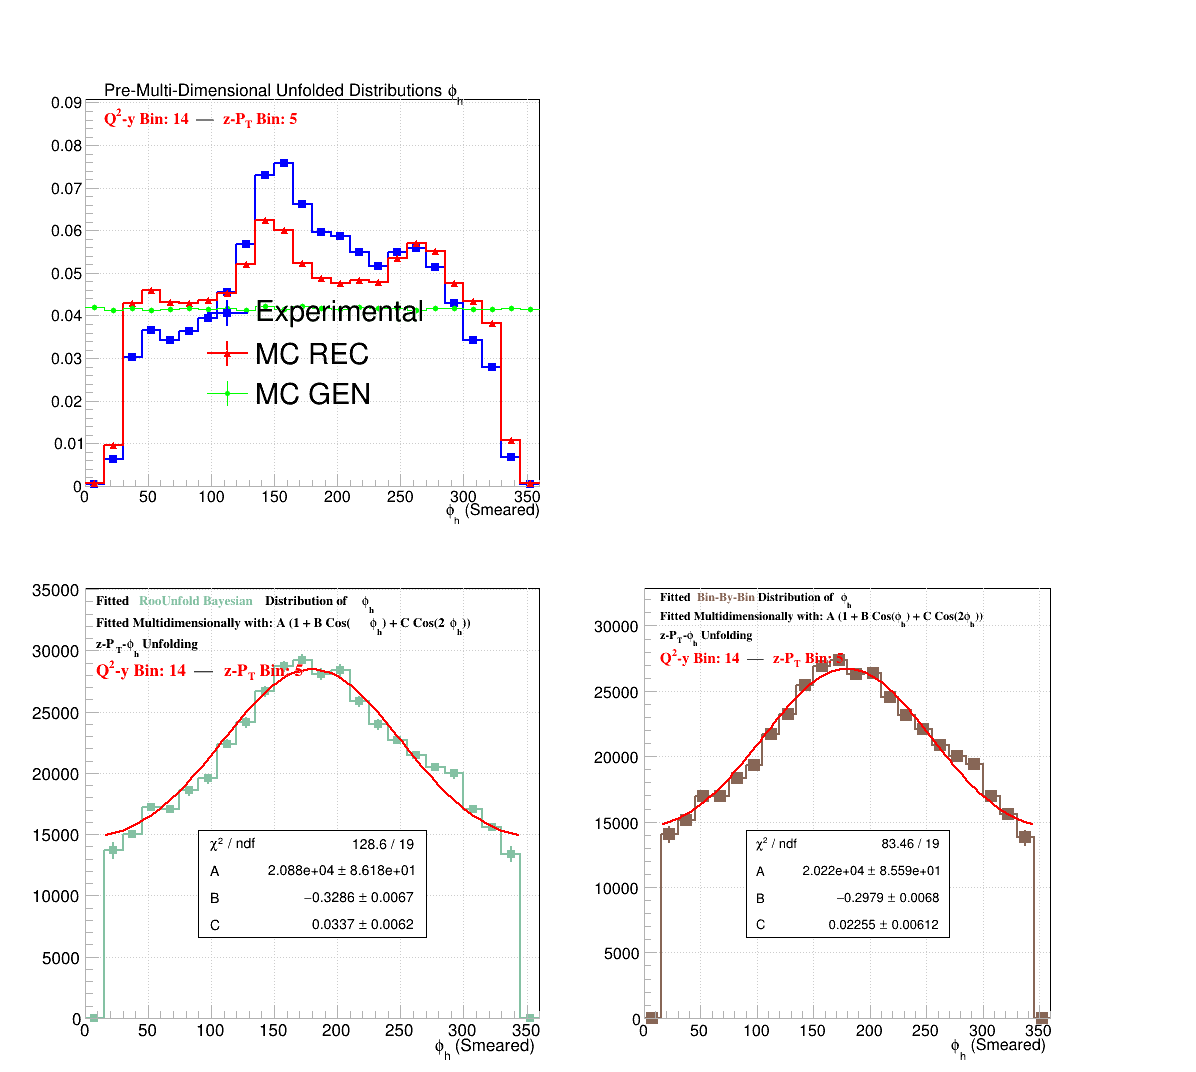 Pre-Multi-Dimensional Unfolded Distributions ϕh
Q2-y Bin: 14 — z-PT Bin: 5
0.09
0.08
0.07
0.06
0.05
0.04
0.03
0.02
0.01
0
Experimental
MC REC
MC GEN
0 50 100 150 200 250 300 350
ϕh (Smeared)
35000
30000
25000
20000
15000
10000
5000
0
Fitted RooUnfold Bayesian Distribution of ϕh
Fitted Multidimensionally with: A (1 + B Cos( ϕh) + C Cos(2 ϕh))
z-PT-ϕh Unfolding
Q2-y Bin: 14 — z-PT Bin: 5
χ2 / ndf 128.6 / 19
A 2.088e+04 ± 8.618e+01
B −0.3286 ± 0.0067
C 0.0337 ± 0.0062
0 50 100 150 200 250 300 350
ϕh (Smeared)
30000
25000
20000
15000
10000
5000
0
Fitted Bin-By-Bin Distribution of ϕh
Fitted Multidimensionally with: A (1 + B Cos(ϕh) + C Cos(2ϕh))
z-PT-ϕh Unfolding
Q2-y Bin: 14 — z-PT Bin: 5
χ2 / ndf 83.46 / 19
A 2.022e+04 ± 8.559e+01
B −0.2979 ± 0.0068
C 0.02255 ± 0.00612
0 50 100 150 200 250 300 350
ϕh (Smeared)